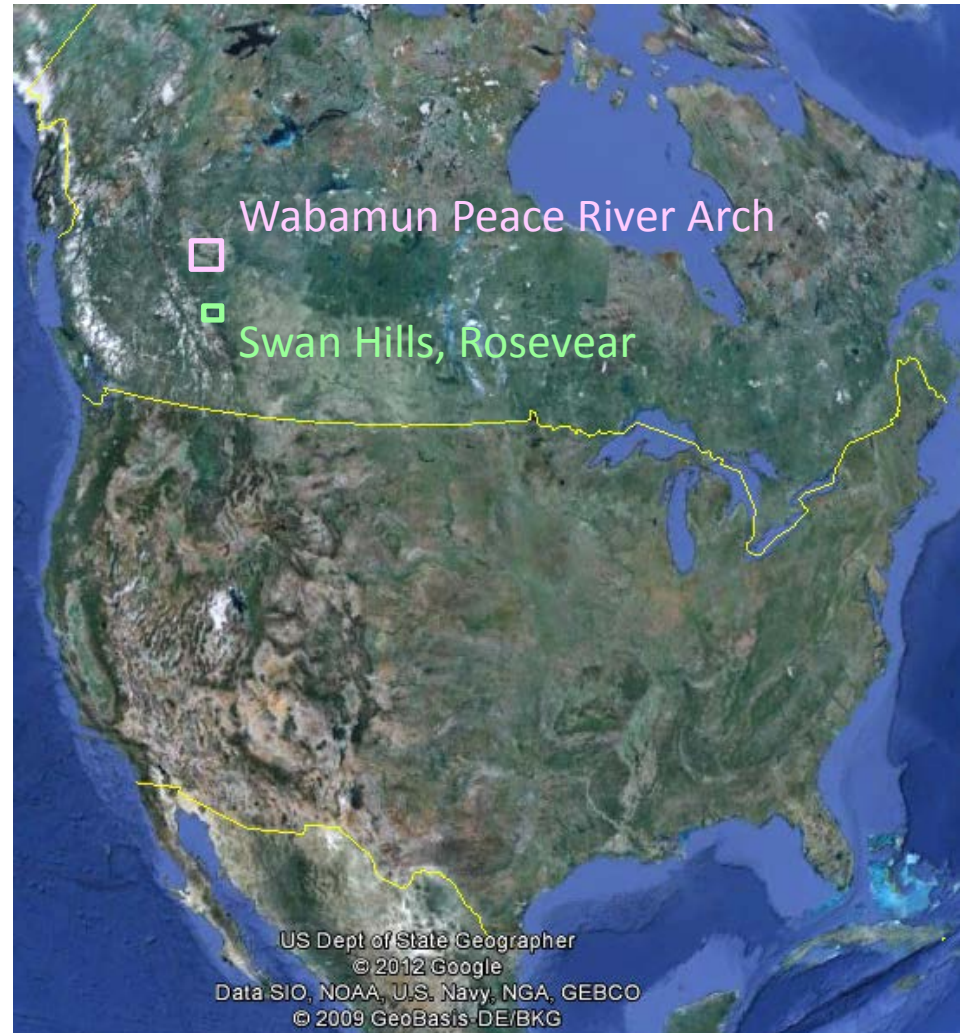 Wabamun Peace River Arch
Swan Hills, Rosevear
US Dept of State Geographer
© 2012 Google
Data SIO, NOAA, U.S. Navy, NGA, GEBCO
© 2009 GeoBasis-DE/BKG